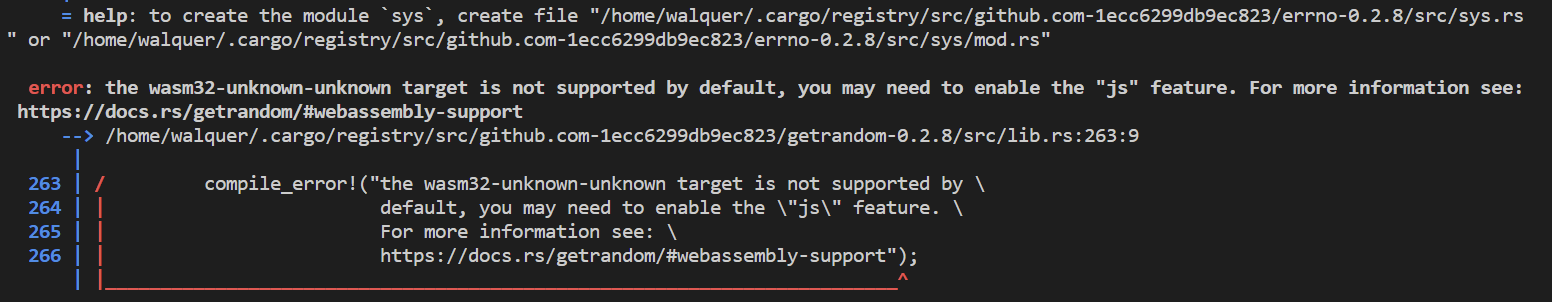 = help: to create the module `sys`, create file "/home/walquer/.cargo/registry/src/github.com-1ecc6299db9ec823/errno-0.2.8/src/sys.rs
" or "/home/walquer/.cargo/registry/src/github.com-1ecc6299db9ec823/errno-0.2.8/src/sys/mod.rs"
error: the wasm32-unknown-unknown target is not supported by default, you may need to enable the "js" feature. For more information see:
https://docs.rs/getrandom/#webassembly-support
--> /home/walquer/.cargo/registry/src/github.com-1ecc6299db9ec823/getrandom-0.2.8/src/lib.rs:263:9
|
263 | / compile_error!("the wasm32-unknown-unknown target is not supported by \
264 | | default, you may need to enable the \"js\" feature. \
265 | | For more information see: \
266 | | https://docs.rs/getrandom/#webassembly-support");
| |________________________________________________________________________^